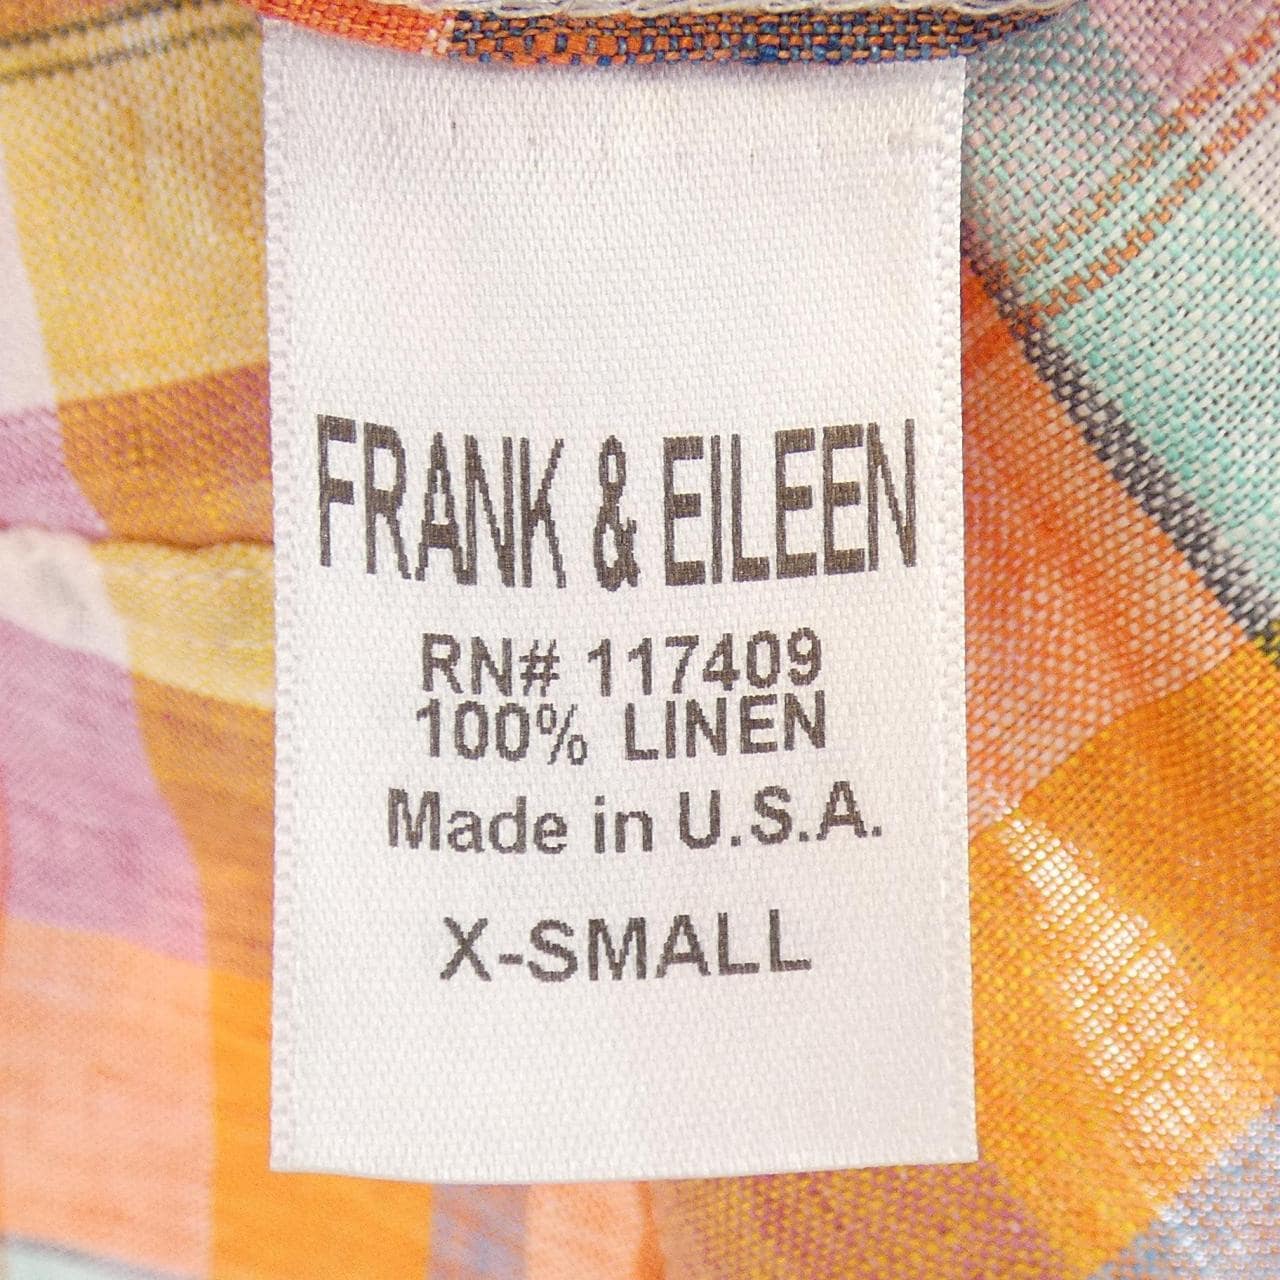 FRANK & EILEEN
RN# 117409
100% LINEN
Made in U.S.A.
X-SMALL